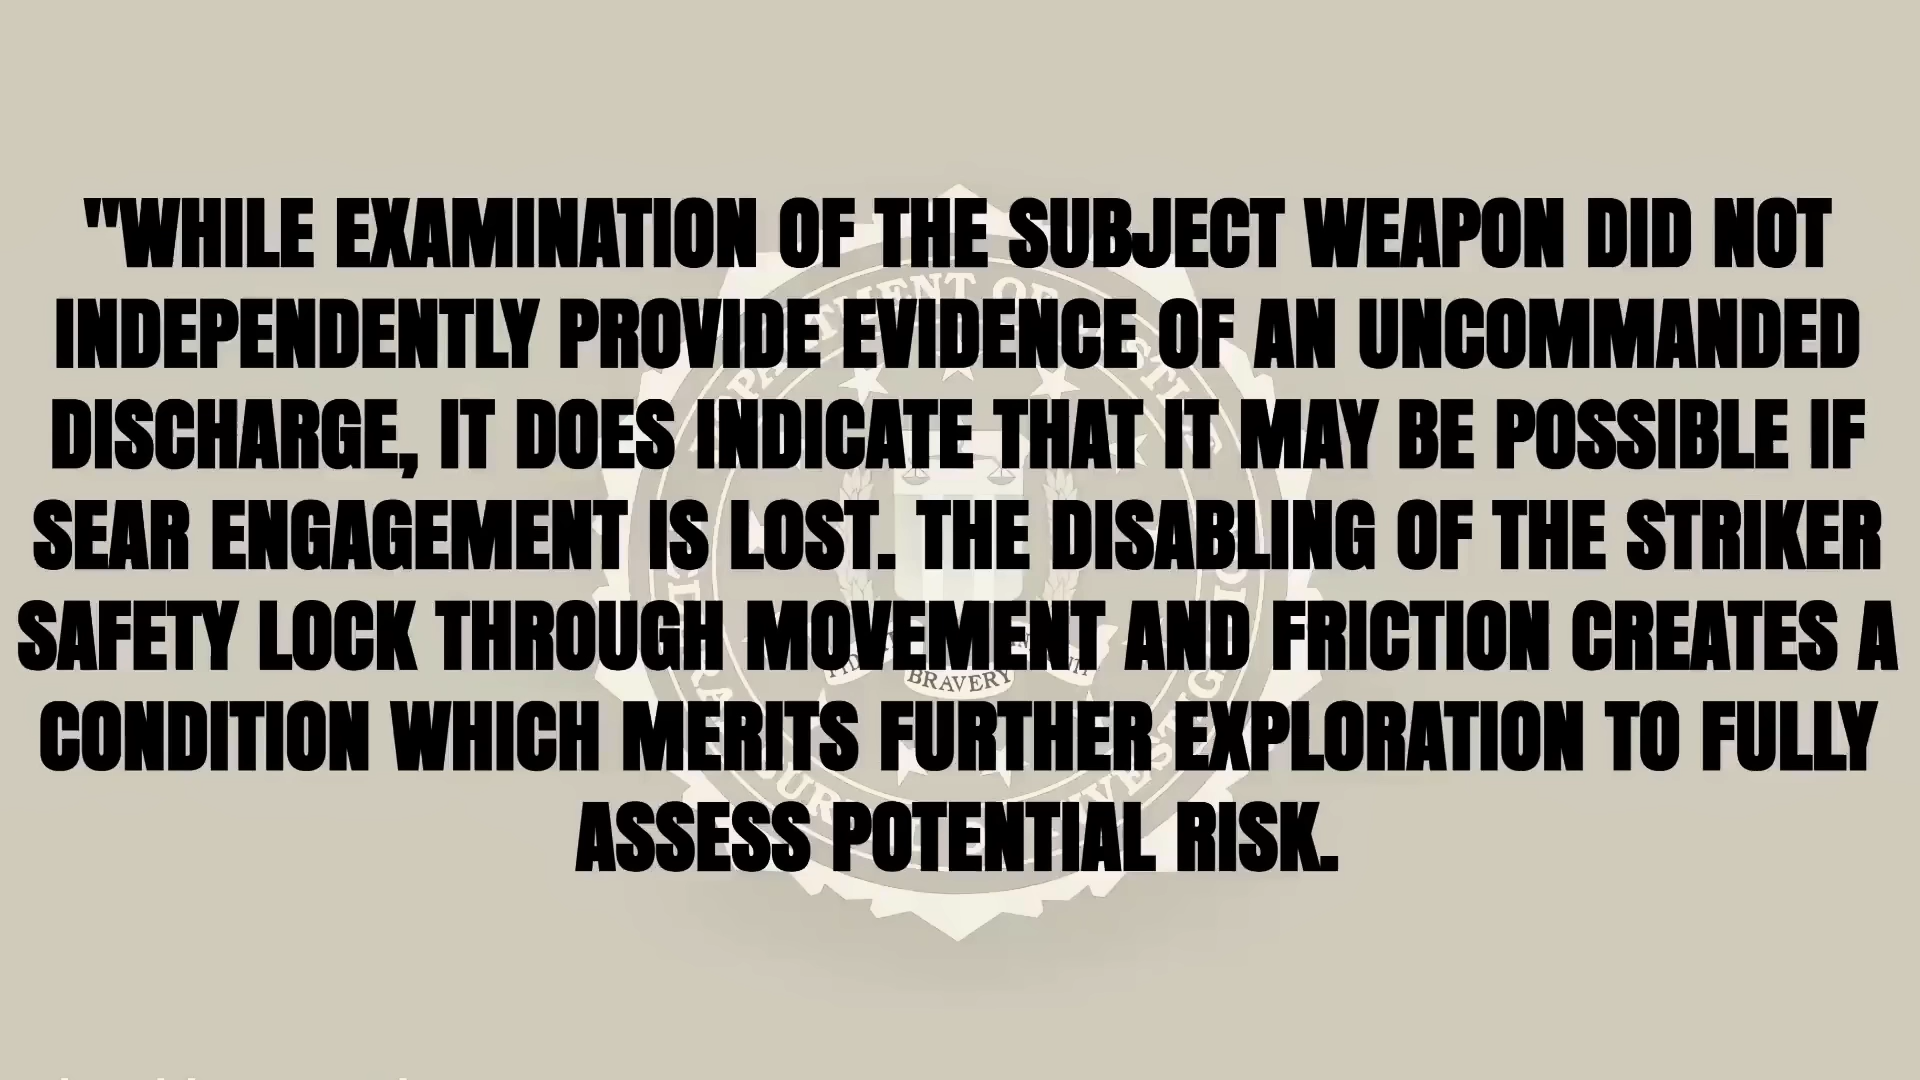 "WHILE EXAMINATION OF THE SUBJECT WEAPON DID NOT
INDEPENDENTLY PROVIDE EVIDENCE OF AN UNCOMMANDED
DISCHARGE, IT DOES INDICATE THAT IT MAY BE POSSIBLE IF
SEAR ENGAGEMENT IS LOST. THE DISABLING OF THE STRIKER
SAFETY LOCK THROUGH MOVEMENT AND FRICTION CREATES A
CONDITION WHICH MERITS FURTHER EXPLORATION TO FULLY
ASSESS POTENTIAL RISK.
BRAVERY